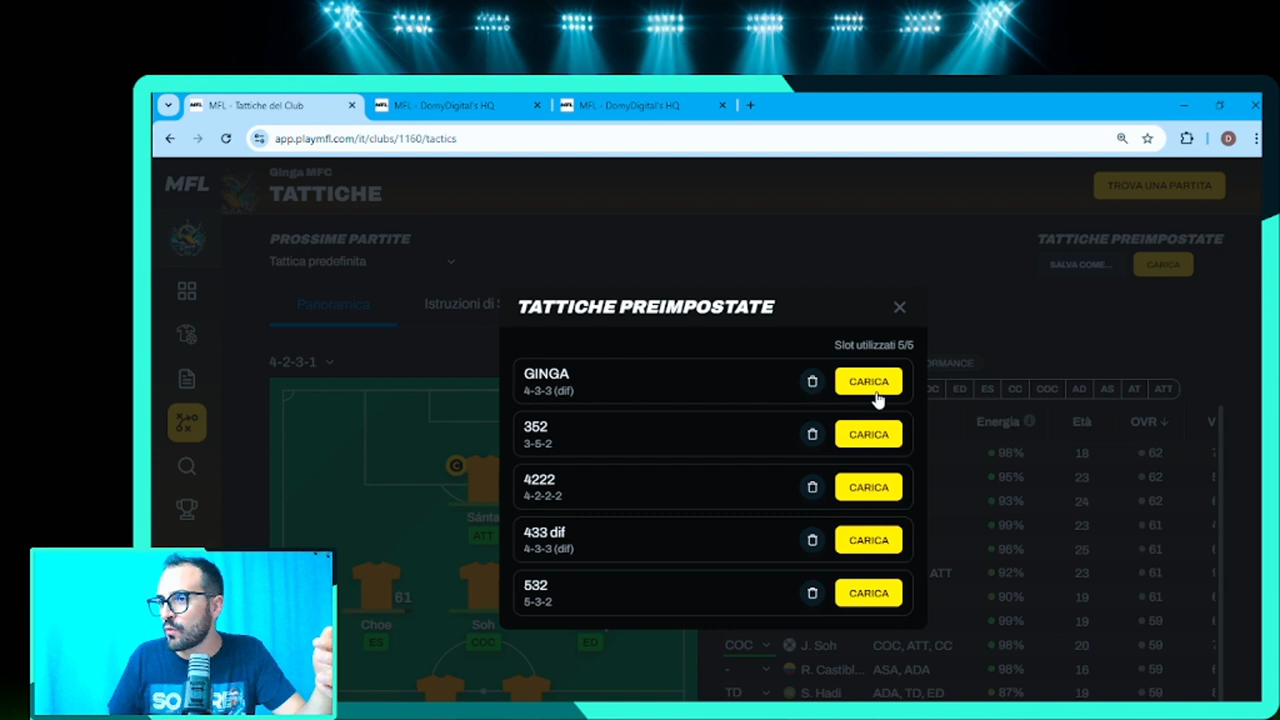 MFL - Tattiche del Club
MFL - DomyDigital's HQ
MFL - DomyDigital's HQ
app.playmfl.com/it/clubs/1160/tactics
D
MFL
Ginga MFC
TATTICHE
TROVA UNA PARTITA
PROSSIME PARTITE
Tattica predefinita
TATTICHE PREIMPOSTATE
SALVA COME...
CARICA
Panoramica
Istruzioni di
4-2-3-1
TATTICHE PREIMPOSTATE
Slot utilizzati 5/5
GINGA
4-3-3 (dif)
CARICA
352
3-5-2
CARICA
4222
4-2-2-2
CARICA
433 dif
4-3-3 (dif)
CARICA
532
5-3-2
CARICA
ORMANCE
ED ES CC COC AD AS AT ATT
Energia Età OVR
98% 18 62
95% 23 62
93% 24 62
99% 23 61
96% 25 61
ATT 92% 23 61
90% 19 61
99% 19 59
COC J. Soh COC, ATT, CC 98% 20 59
- R. Castibl... ASA, ADA 98% 16 59
TD S. Hadi ADA, TD, ED 87% 19 59
C
Sánta
ATT
61
Choe
ES
Soh
COC
ED